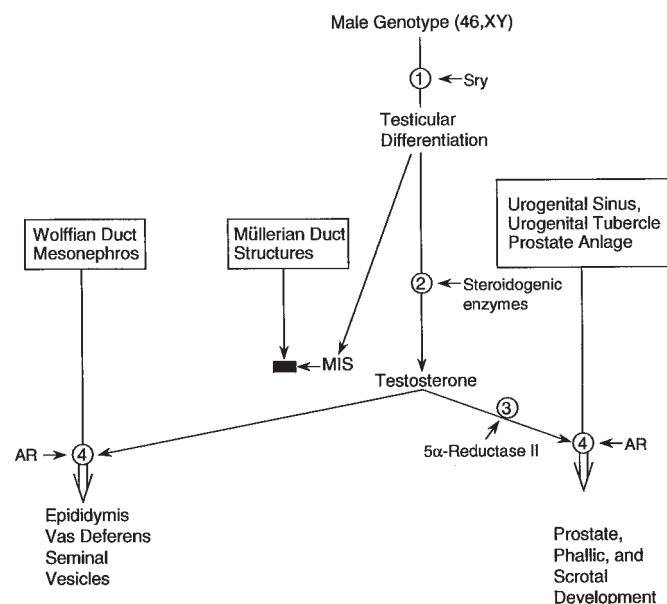 Male Genotype (46,XY)
1
Sry
Testicular
Differentiation
Wolffian Duct
Mesonephros
Müllerian Duct
Structures
Urogenital Sinus,
Urogenital Tubercle
Prostate Anlage
2
Steroidogenic
enzymes
MIS
Testosterone
3
5α-Reductase II
AR
4
4
AR
Epididymis
Vas Deferens
Seminal
Vesicles
Prostate,
Phallic, and
Scrotal
Development